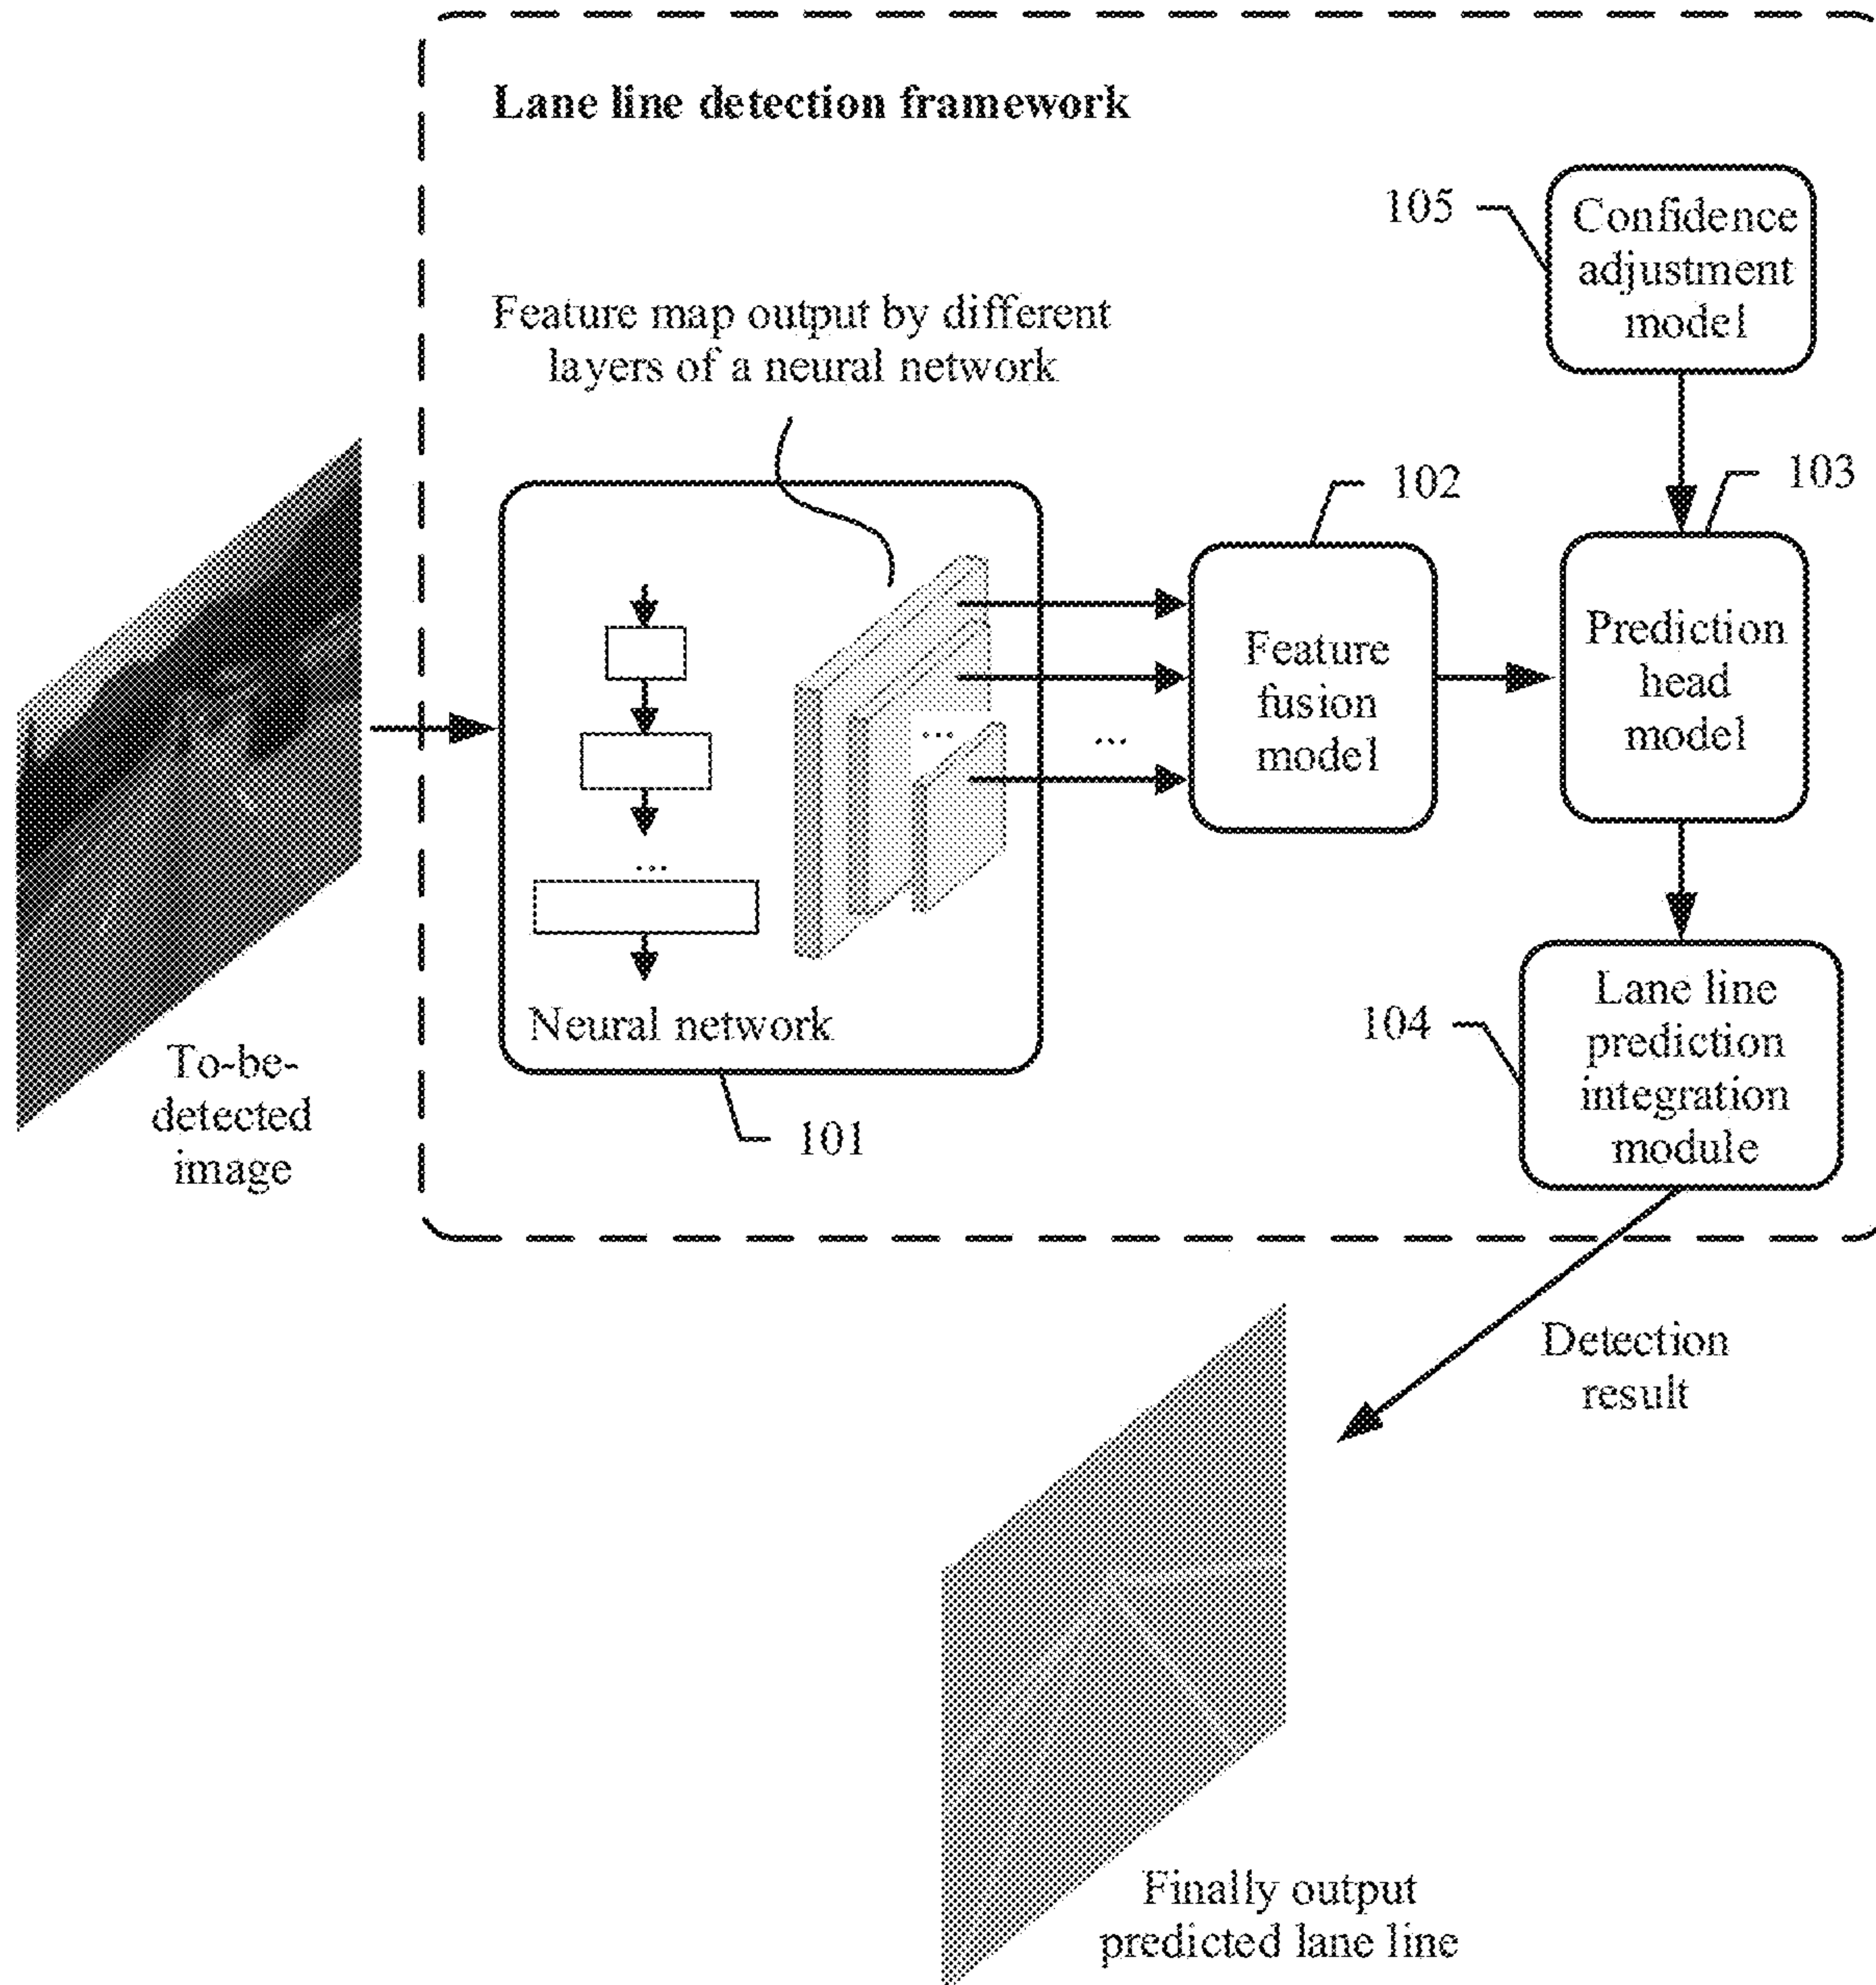 Lane line detection framework
105
Confidence
adjustment
model
Feature map output by different
layers of a neural network
102
103
Feature
fusion
model
Prediction
head
model
...
...
...
Neural network
101
104
Lane line
prediction
integration
module
To-be-
detected
image
Detection
result
Finally output
predicted lane line